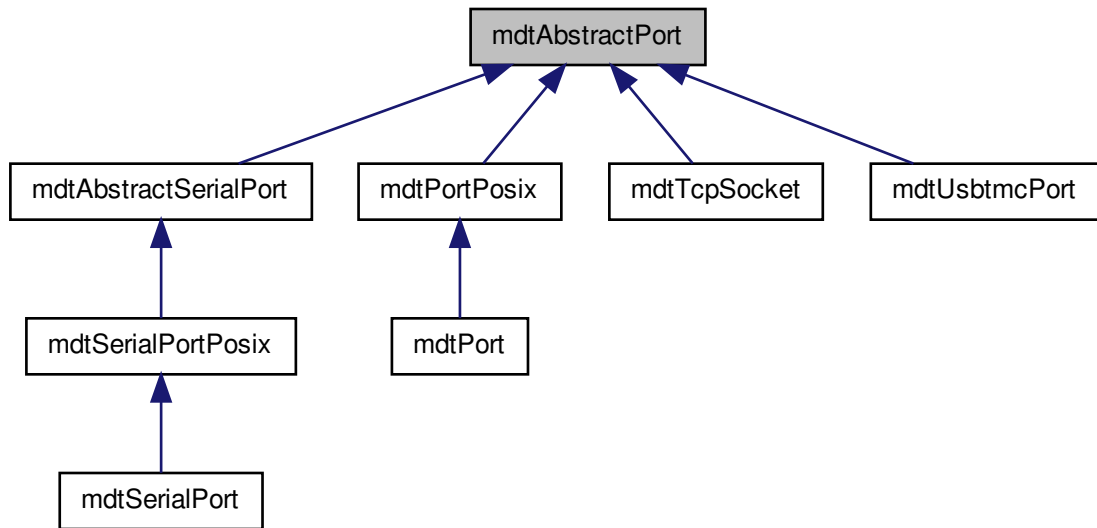 mdtAbstractPort
mdtAbstractSerialPort
mdtPortPosix
mdtTcpSocket
mdtUsbtmcPort
mdtSerialPortPosix
mdtPort
mdtSerialPort